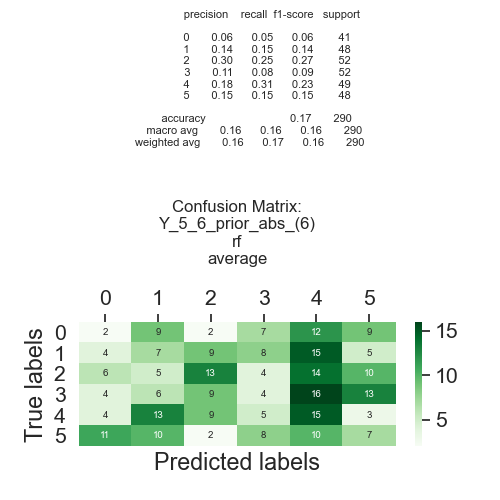 precision recall f1-score support
0 0.06 0.05 0.06 41
1 0.14 0.15 0.14 48
2 0.30 0.25 0.27 52
3 0.11 0.08 0.09 52
4 0.18 0.31 0.23 49
5 0.15 0.15 0.15 48
accuracy 0.17 290
macro avg 0.16 0.16 0.16 290
weighted avg 0.16 0.17 0.16 290
Confusion Matrix:
Y_5_6_prior_abs_(6)
rf
average
0 1 2 3 4 5
0 2 9 2 7 12 9
1 4 7 9 8 15 5
2 6 5 13 4 14 10
3 4 6 9 4 16 13
4 4 13 9 5 15 3
5 11 10 2 8 10 7
True labels
Predicted labels
15
10
5